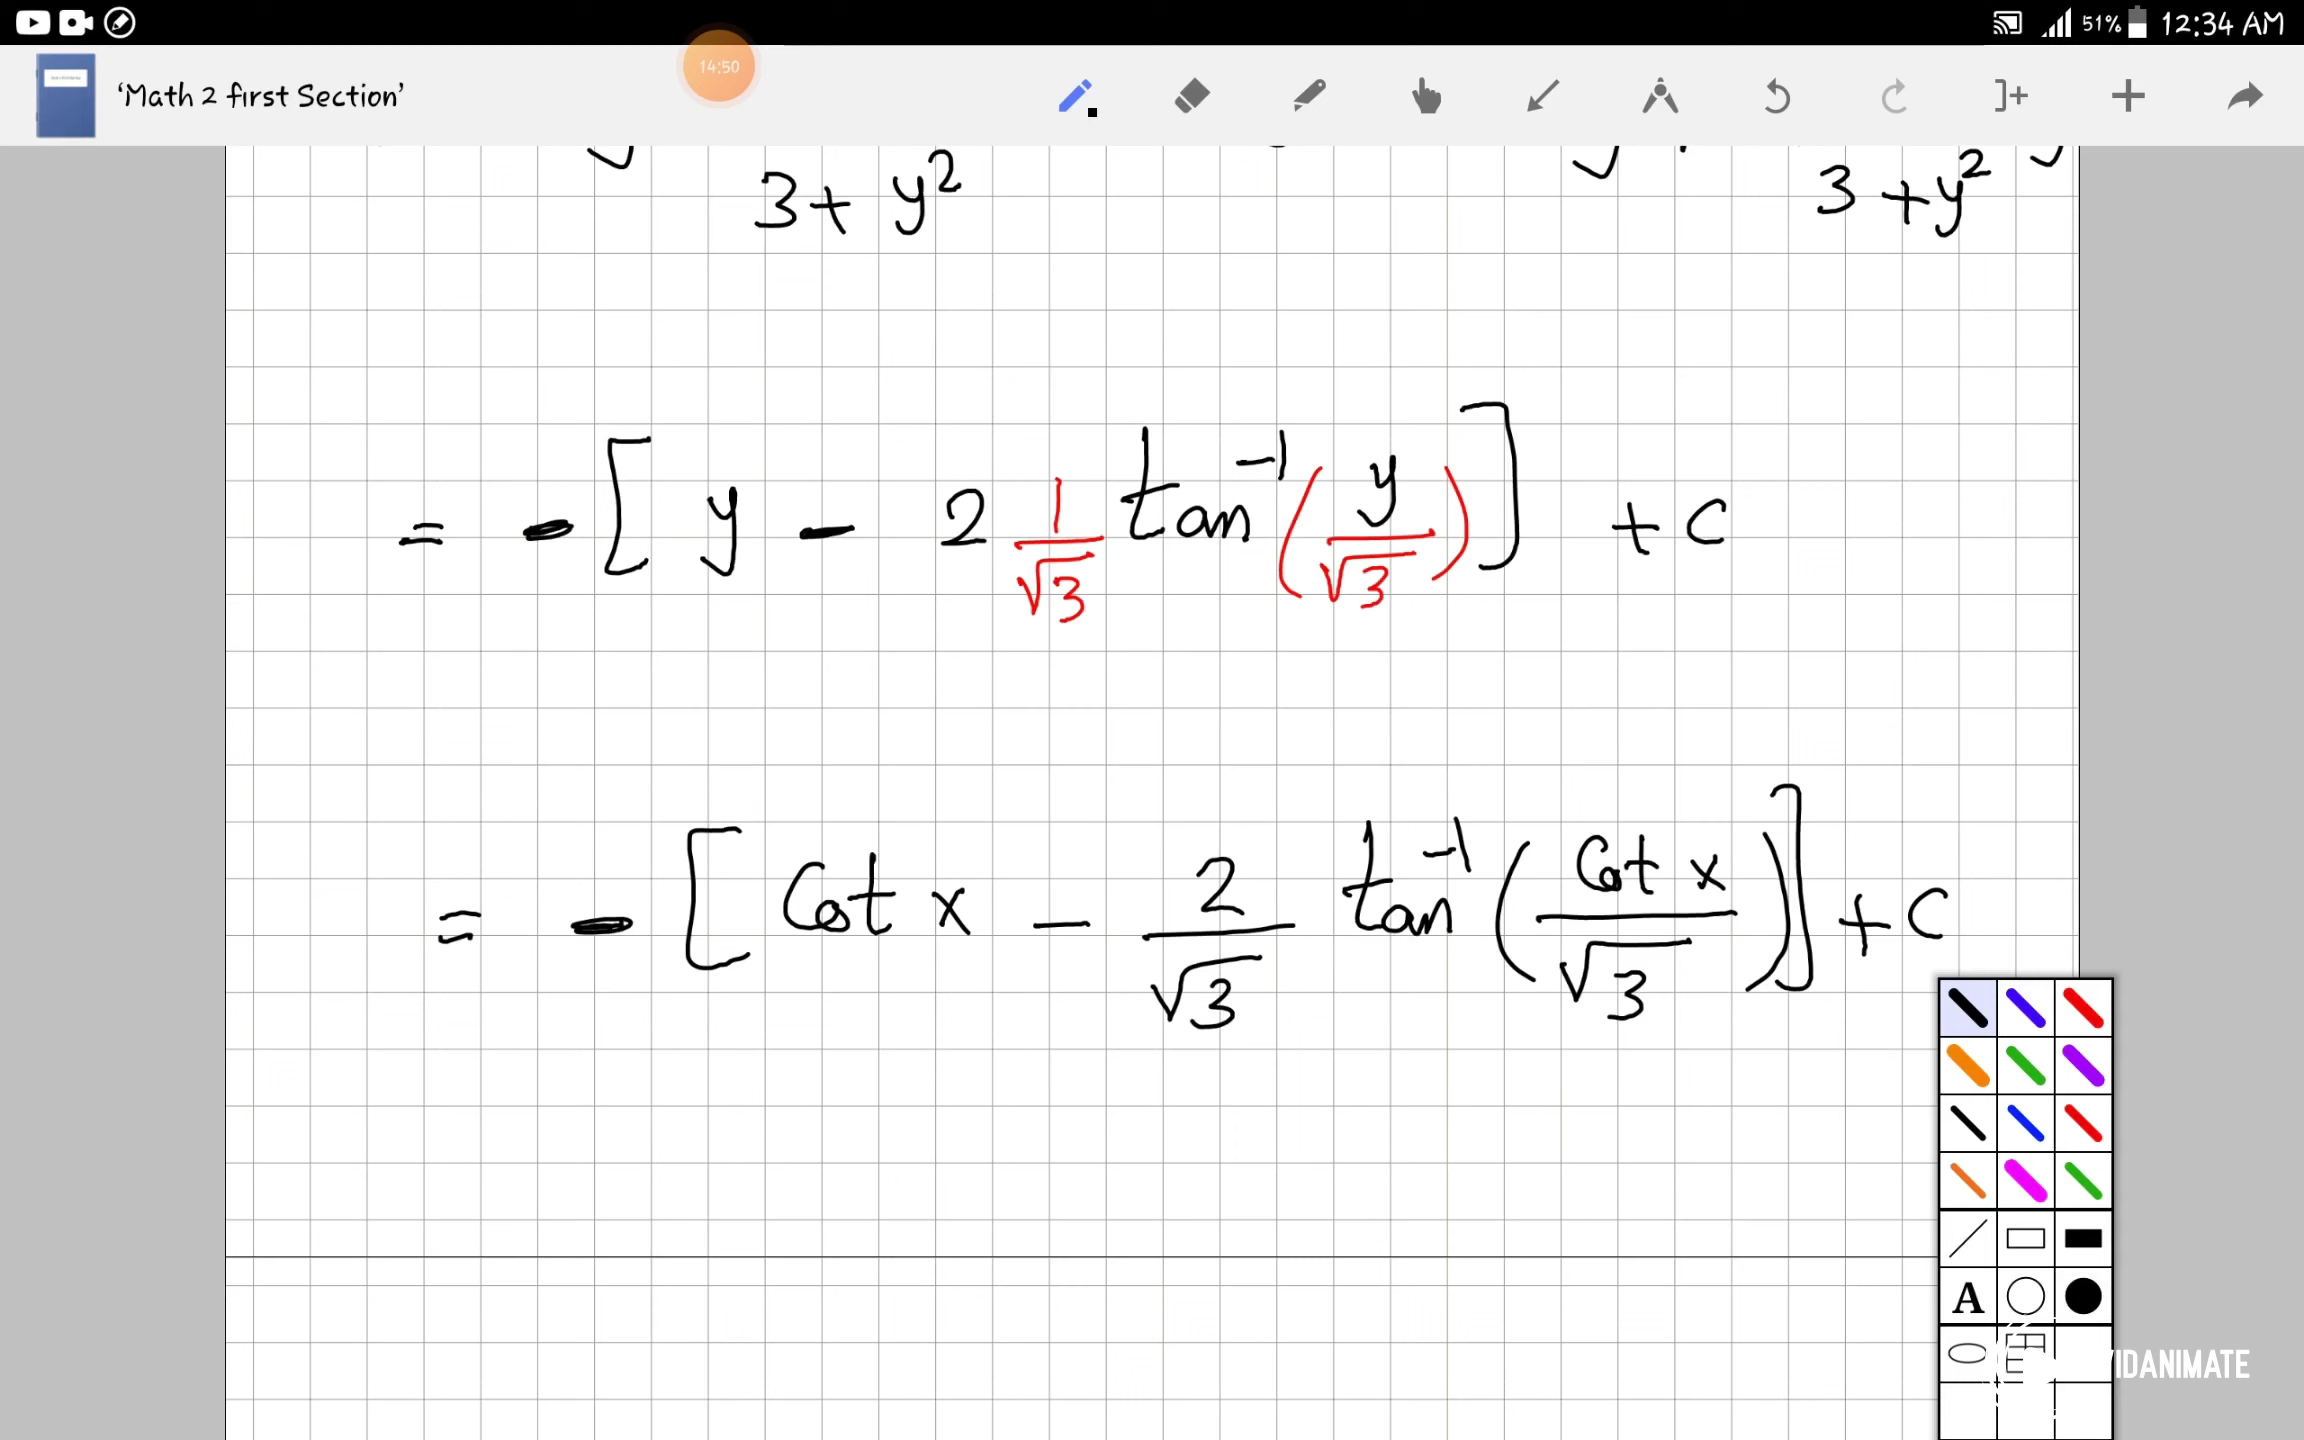 51% 12:34 AM
'Math 2 first Section' 14:50
3 + y² 3 + y²
= - [ y - 2 1/√3 tan⁻¹ ( y/√3 ) ] + c
= - [ Cot x - 2/√3 tan⁻¹ ( Cot x/√3 ) ] + c
A
IDANIMATE